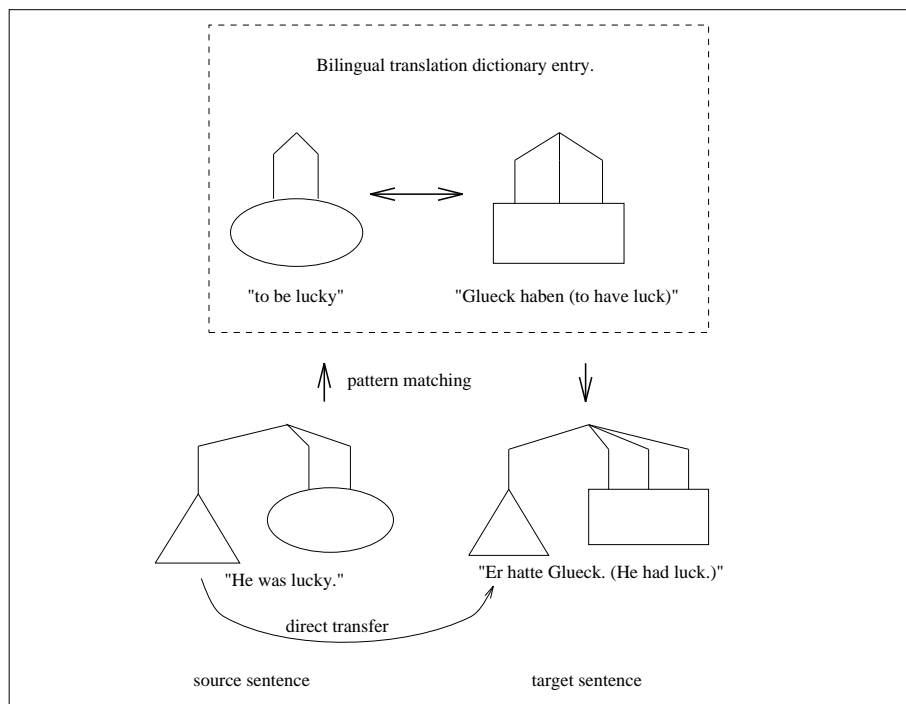 Bilingual translation dictionary entry.
"to be lucky"
"Glueck haben (to have luck)"
pattern matching
"He was lucky."
"Er hatte Glueck. (He had luck.)"
direct transfer
source sentence
target sentence